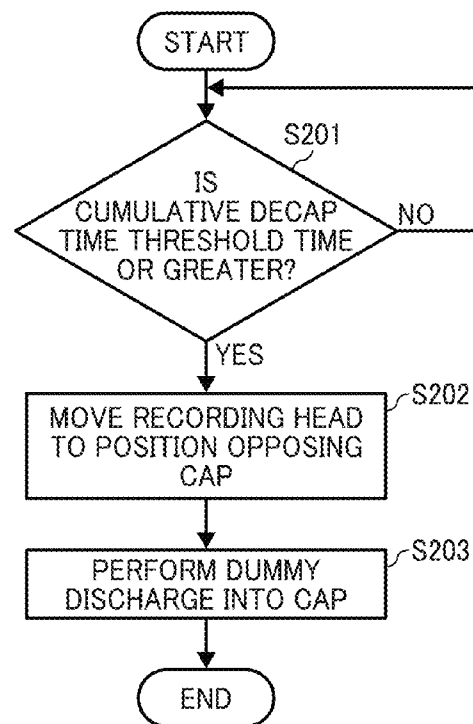 START
S201
IS
CUMULATIVE DECAP
TIME THRESHOLD TIME
OR GREATER?
NO
YES
S202
MOVE RECORDING HEAD
TO POSITION OPPOSING
CAP
S203
PERFORM DUMMY
DISCHARGE INTO CAP
END